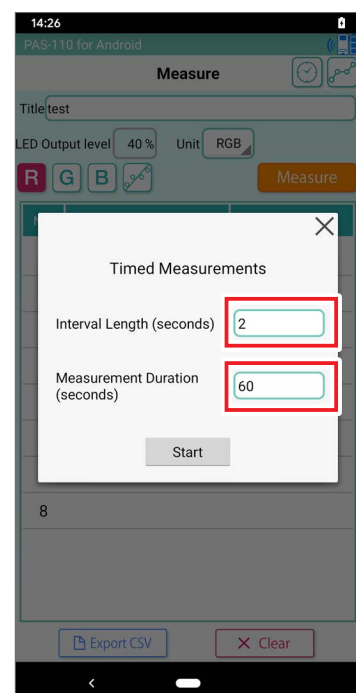 14:26
PAS-110 for Android
Measure
Title test
LED Output level 40 % Unit RGB
R G B Measure
Timed Measurements
Interval Length (seconds) 2
Measurement Duration
(seconds) 60
Start
8
Export CSV Clear